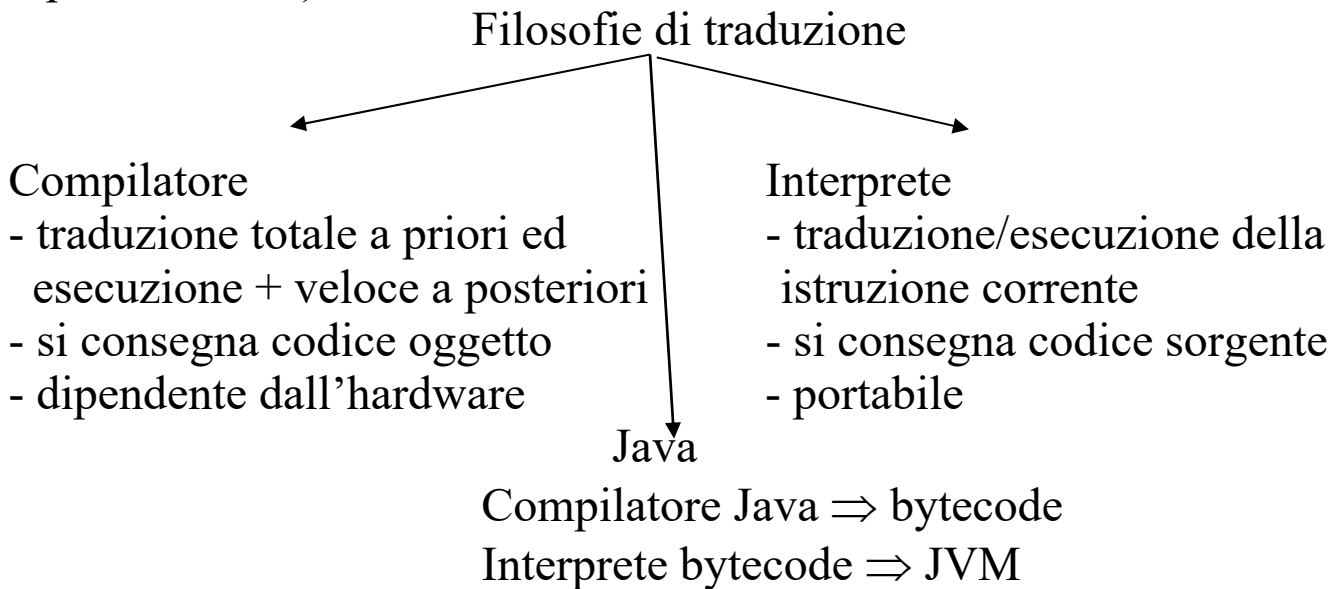 Filosofie di traduzione
Compilatore
- traduzione totale a priori ed
esecuzione + veloce a posteriori
- si consegna codice oggetto
- dipendente dall’hardware
Interprete
- traduzione/esecuzione della
istruzione corrente
- si consegna codice sorgente
- portabile
Java
Compilatore Java ⇒ bytecode
Interprete bytecode ⇒ JVM